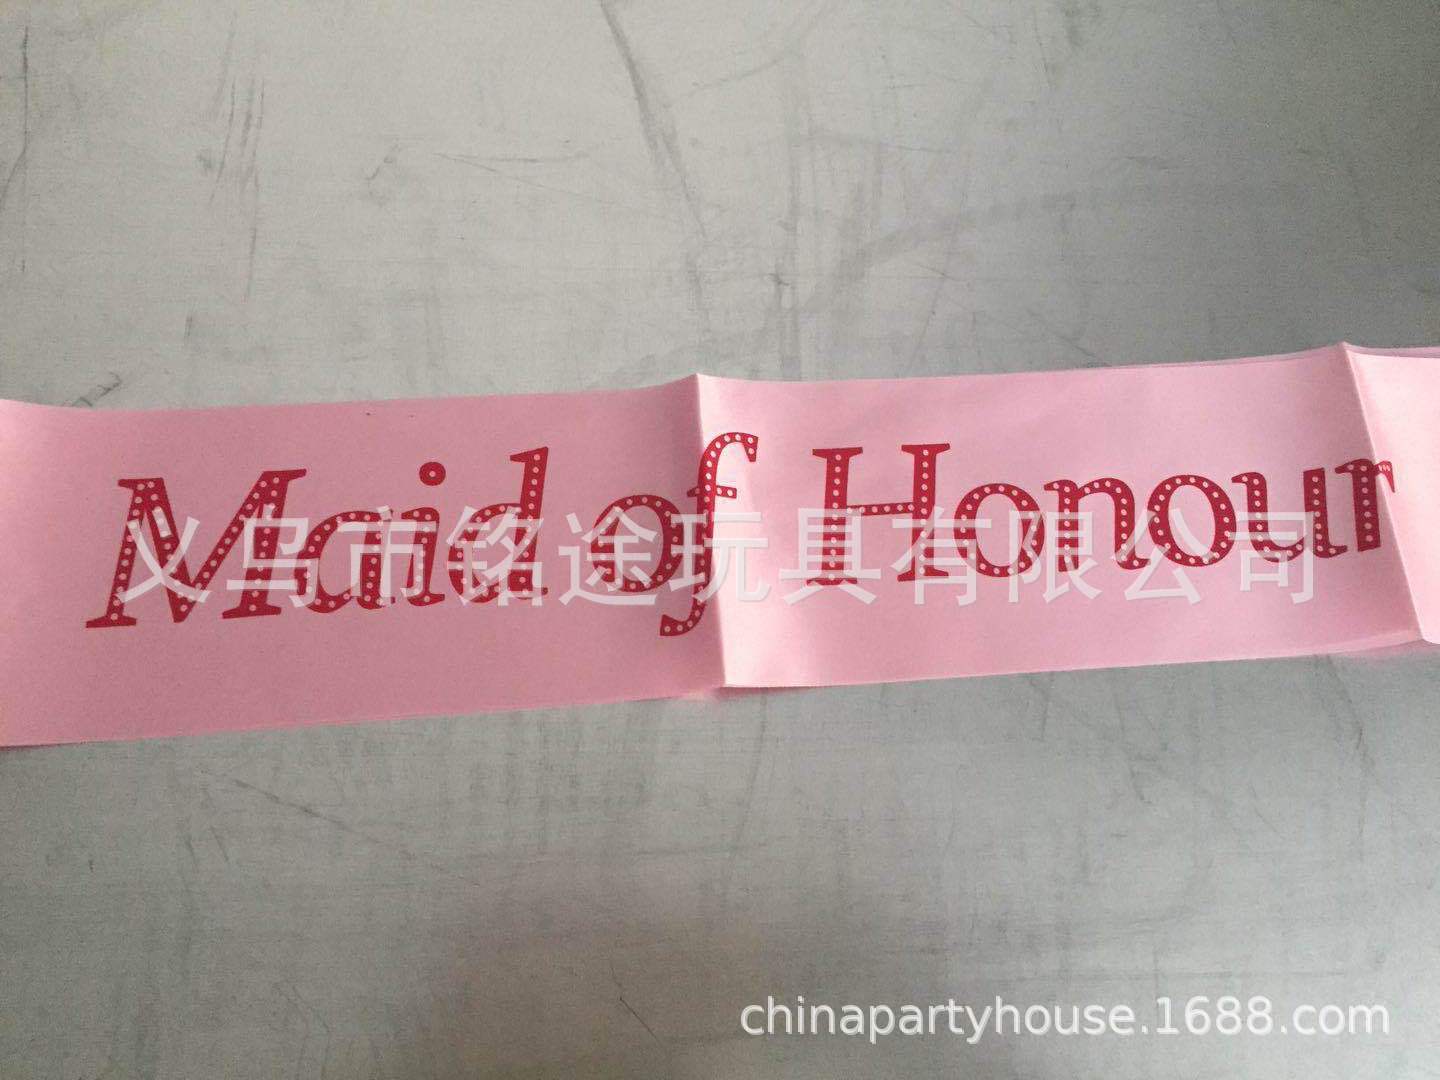 Maid of Honour
义乌市铭途玩具有限公司
chinapartyhouse.1688.com